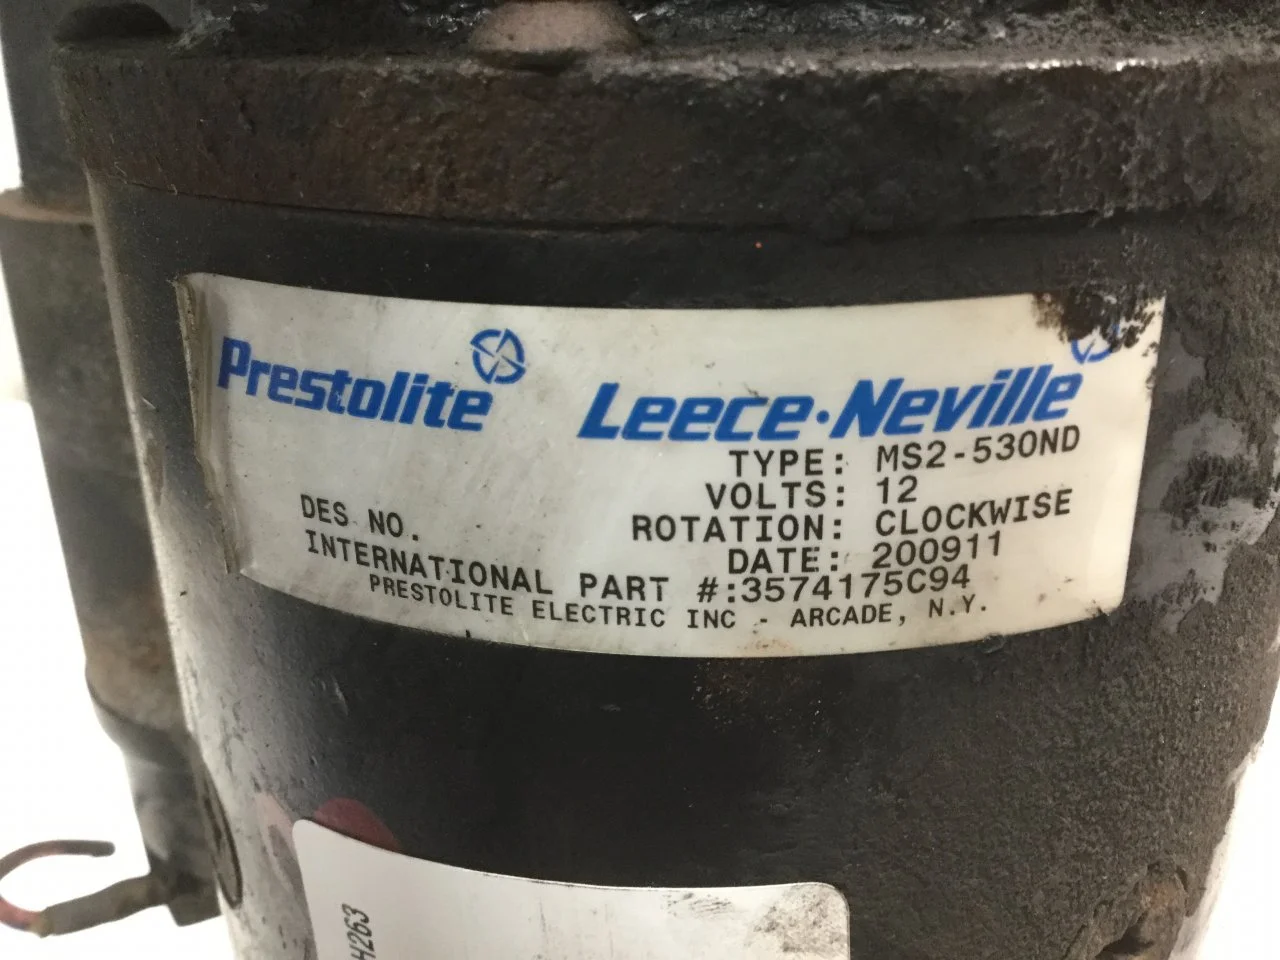 Prestolite Leece·Neville
TYPE: MS2-530ND
VOLTS: 12
DES NO. ROTATION: CLOCKWISE
DATE: 200911
INTERNATIONAL PART #:3574175C94
PRESTOLITE ELECTRIC INC - ARCADE, N.Y.
H263